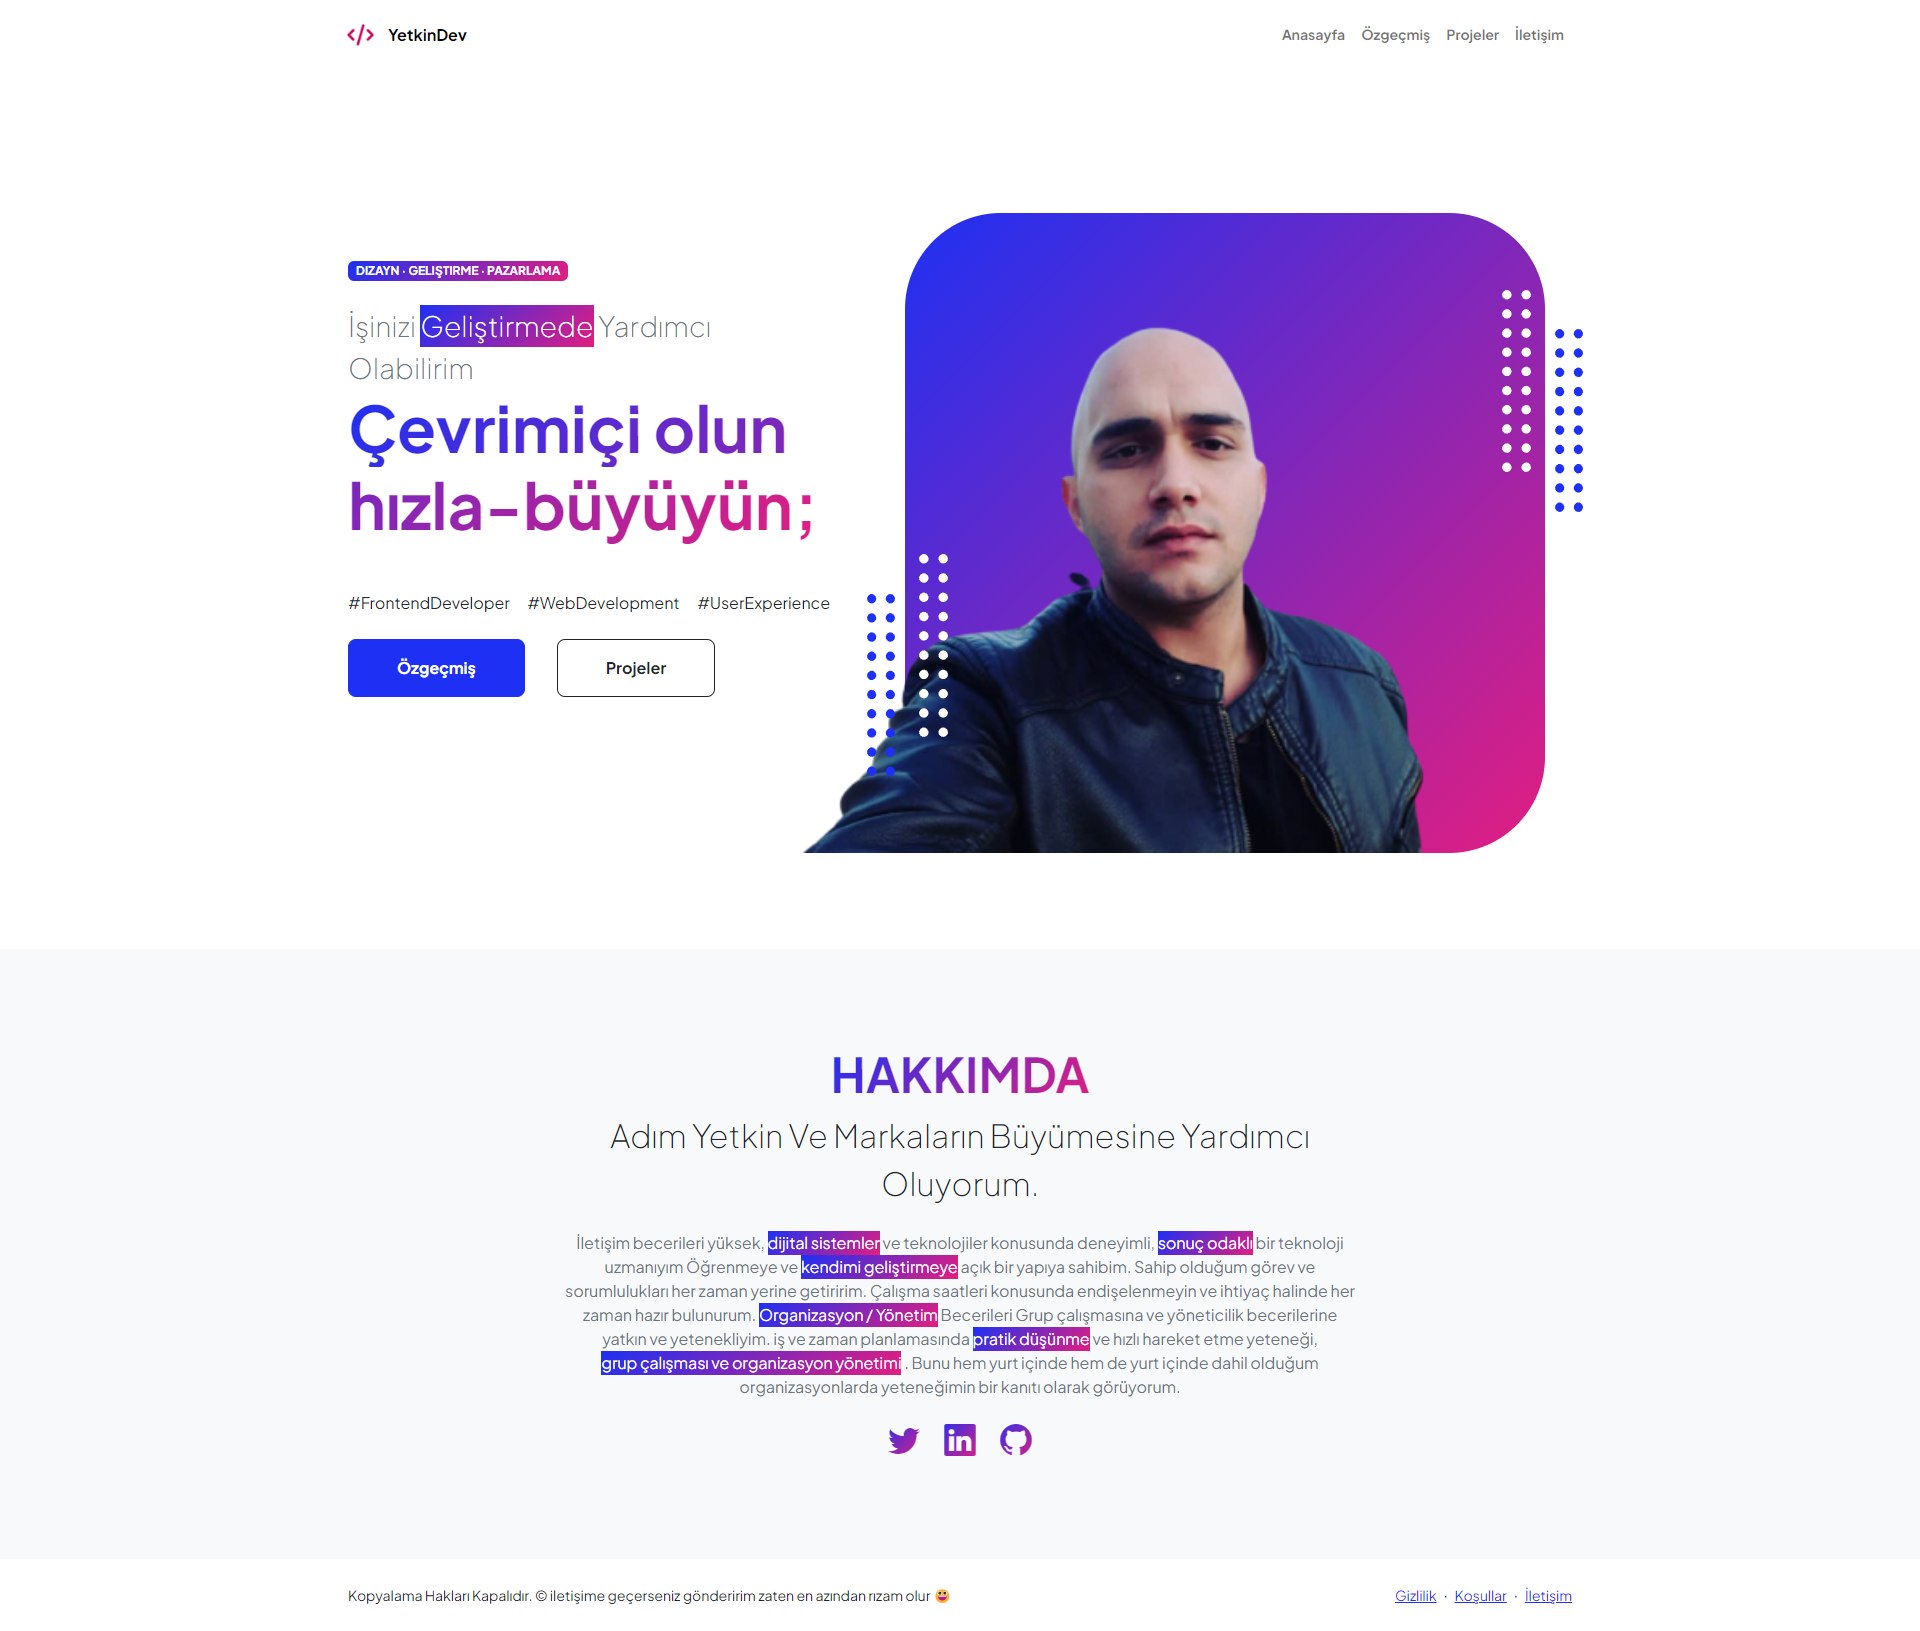 YetkinDev
Anasayfa Özgeçmiş Projeler İletişim
DIZAYN · GELIŞTIRME · PAZARLAMA
İşinizi Geliştirmede Yardımcı
Olabilirim
Çevrimiçi olun
hızla-büyüyün;
#FrontendDeveloper #WebDevelopment #UserExperience
Özgeçmiş Projeler
HAKKIMDA
Adım Yetkin Ve Markaların Büyümesine Yardımcı
Oluyorum.
İletişim becerileri yüksek, dijital sistemler ve teknolojiler konusunda deneyimli, sonuç odaklı bir teknoloji
uzmanıyım Öğrenmeye ve kendimi geliştirmeye açık bir yapıya sahibim. Sahip olduğum görev ve
sorumlulukları her zaman yerine getiririm. Çalışma saatleri konusunda endişelenmeyin ve ihtiyaç halinde her
zaman hazır bulunurum. Organizasyon / Yönetim Becerileri Grup çalışmasına ve yöneticilik becerilerine
yatkın ve yetenekliyim. iş ve zaman planlamasında pratik düşünme ve hızlı hareket etme yeteneği,
grup çalışması ve organizasyon yönetimi . Bunu hem yurt içinde hem de yurt içinde dahil olduğum
organizasyonlarda yeteneğimin bir kanıtı olarak görüyorum.
Kopyalama Hakları Kapalıdır. © iletişime geçerseniz gönderirim zaten en azından rızam olur 😃
Gizlilik · Koşullar · İletişim